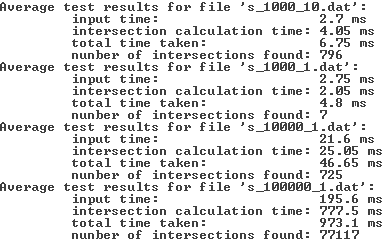 Average test results for file 's_1000_10.dat':
input time: 2.7 ms
intersection calculation time: 4.05 ms
total time taken: 6.75 ms
nunber of intersections found: 796
Average test results for file 's_1000_1.dat':
input time: 2.75 ms
intersection calculation time: 2.05 ms
total time taken: 4.8 ms
nunber of intersections found: 7
Average test results for file 's_10000_1.dat':
input time: 21.6 ms
intersection calculation time: 25.05 ms
total time taken: 46.65 ms
nunber of intersections found: 725
Average test results for file 's_100000_1.dat':
input time: 195.6 ms
intersection calculation time: 777.5 ms
total time taken: 973.1 ms
nunber of intersections found: 77117